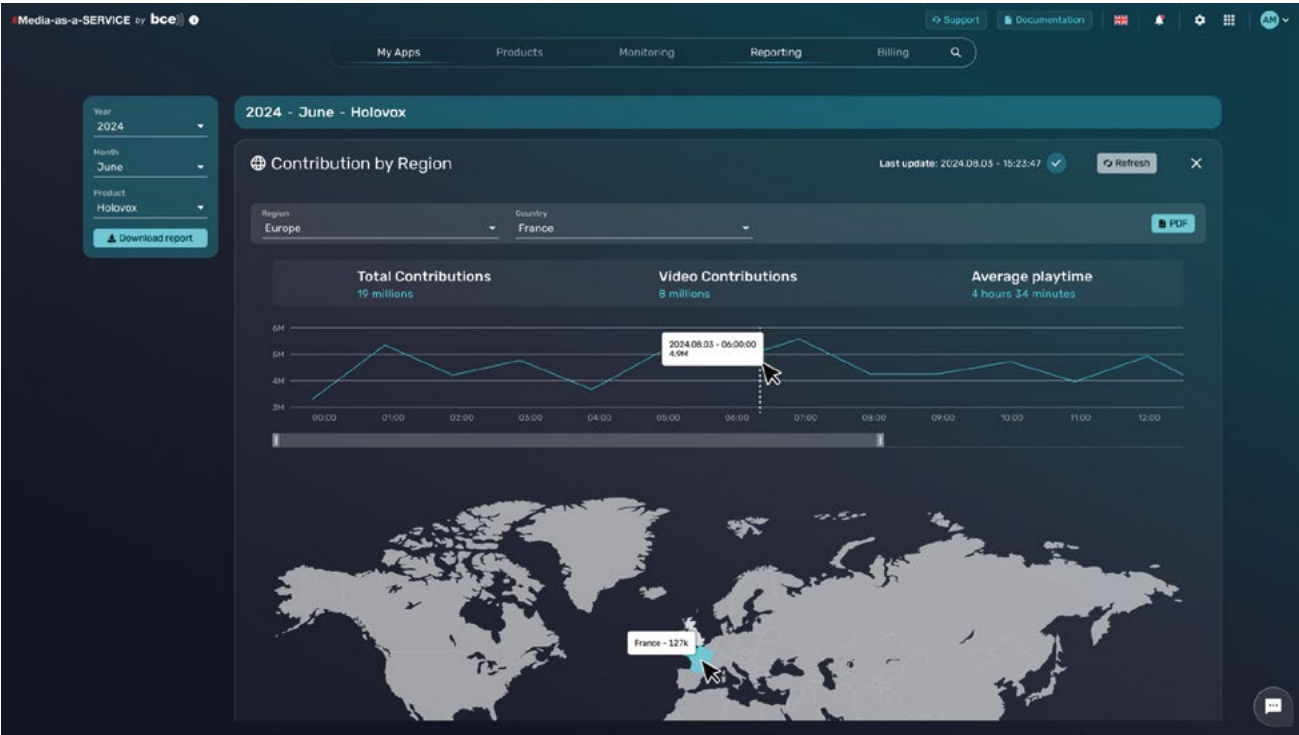 #Media-as-a-SERVICE by bce
Support
Documentation
AM
My Apps
Products
Monitoring
Reporting
Billing
Year
2024
Month
June
Product
Holovox
Download report
2024 - June - Holovox
Contribution by Region
Last update: 2024.08.03 - 15:23:47
Refresh
Region
Europe
Country
France
PDF
Total Contributions
19 millions
Video Contributions
8 millions
Average playtime
4 hours 34 minutes
6M
5M
4M
3M
2024.08.03 - 06:00:00
4.9M
00:00 01:00 02:00 03:00 04:00 05:00 06:00 07:00 08:00 09:00 10:00 11:00 12:00
France - 127k